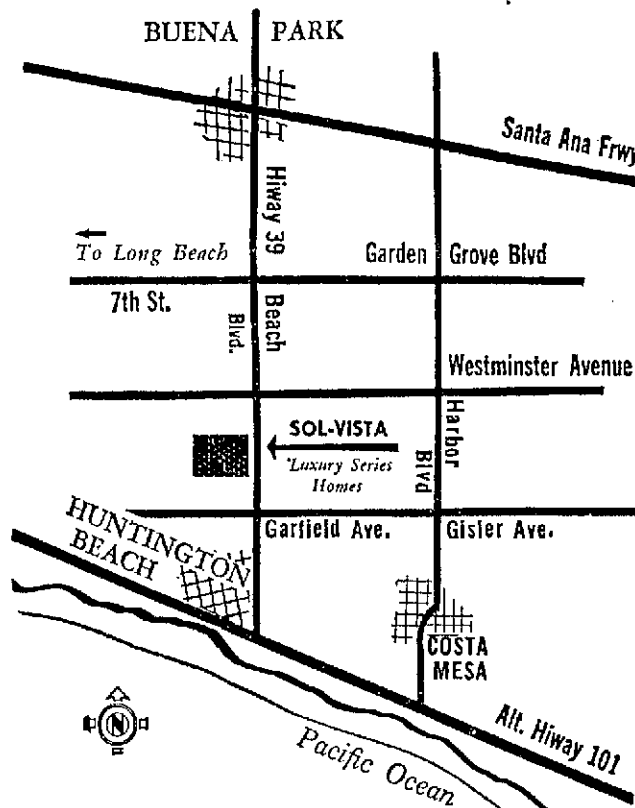 BUENA PARK
Santa Ana Frwy
Hiway 39
To Long Beach
Garden Grove Blvd
7th St.
Beach
Blvd.
Westminster Avenue
SOL-VISTA
Luxury Series
Homes
Harbor
Blvd
HUNTINGTON
BEACH
Garfield Ave.
Gisler Ave.
COSTA
MESA
N
Alt. Hiway 101
Pacific Ocean